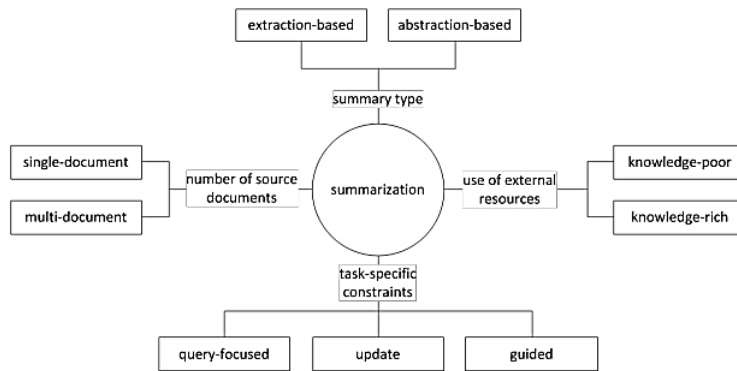 extraction-based
abstraction-based
summary type
single-document
multi-document
number of source
documents
summarization
use of external
resources
knowledge-poor
knowledge-rich
task-specific
constraints
query-focused
update
guided